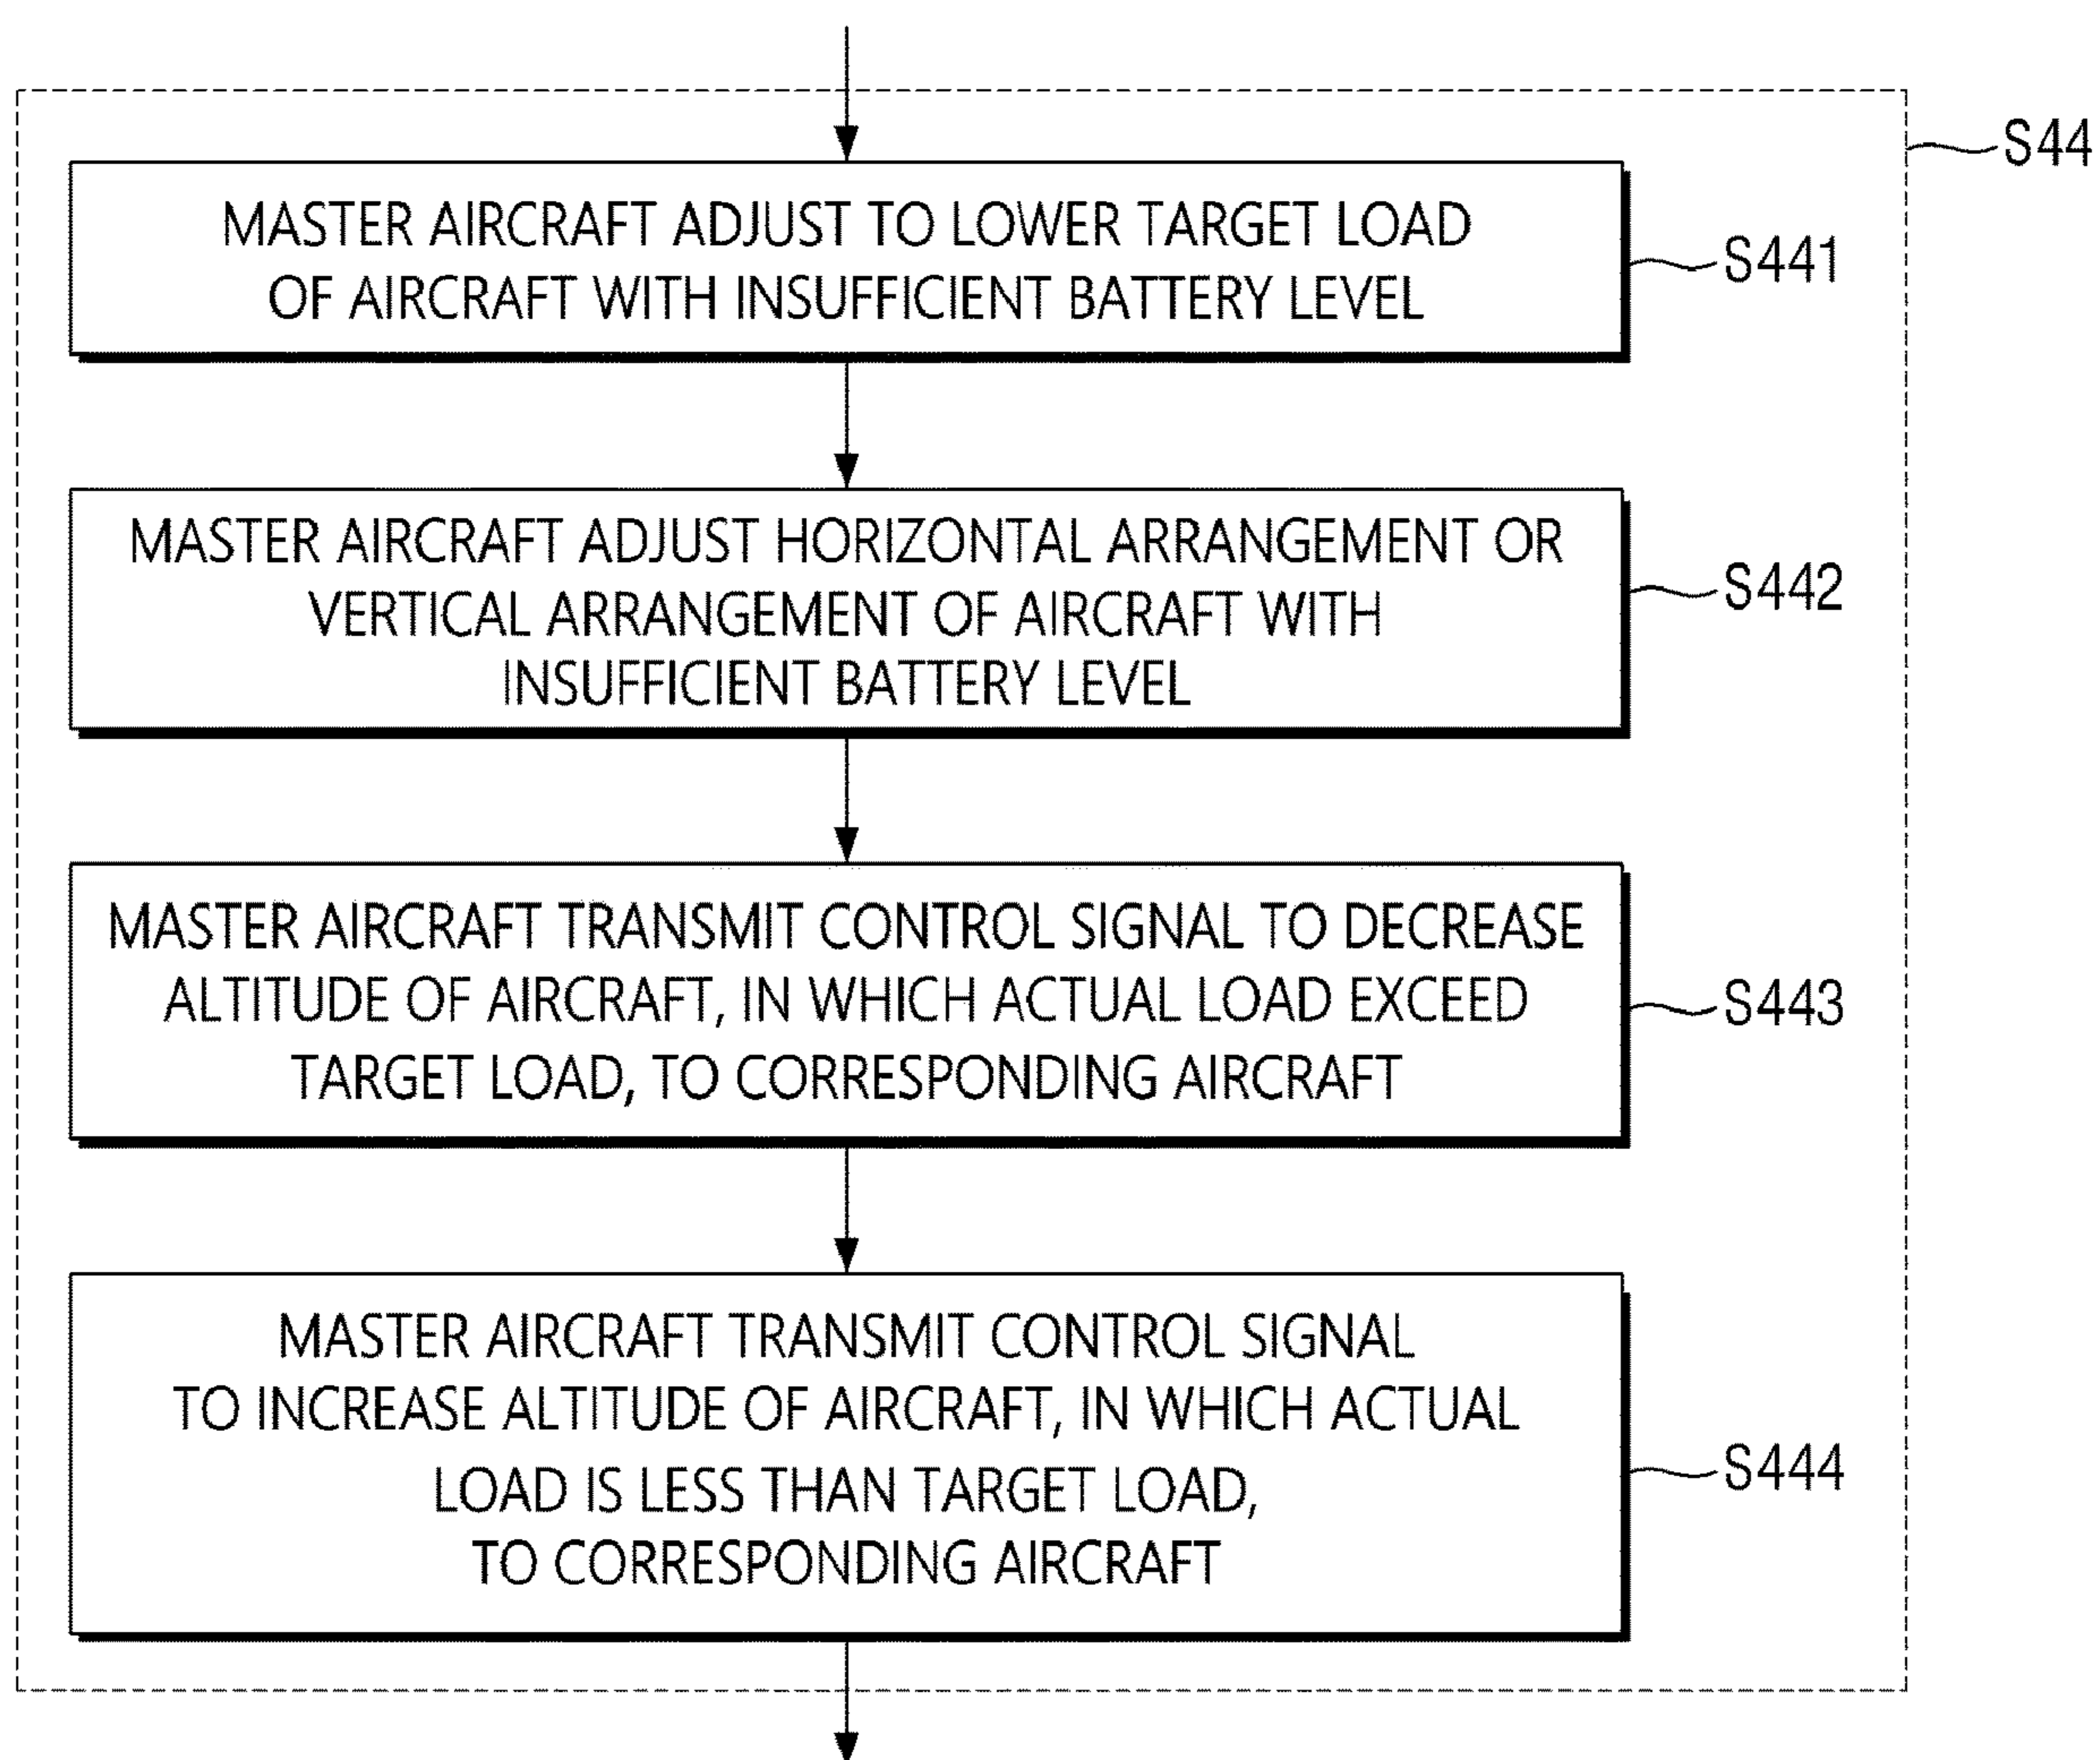 S44
MASTER AIRCRAFT ADJUST TO LOWER TARGET LOAD
OF AIRCRAFT WITH INSUFFICIENT BATTERY LEVEL
S441
MASTER AIRCRAFT ADJUST HORIZONTAL ARRANGEMENT OR
VERTICAL ARRANGEMENT OF AIRCRAFT WITH
INSUFFICIENT BATTERY LEVEL
S442
MASTER AIRCRAFT TRANSMIT CONTROL SIGNAL TO DECREASE
ALTITUDE OF AIRCRAFT, IN WHICH ACTUAL LOAD EXCEED
TARGET LOAD, TO CORRESPONDING AIRCRAFT
S443
MASTER AIRCRAFT TRANSMIT CONTROL SIGNAL
TO INCREASE ALTITUDE OF AIRCRAFT, IN WHICH ACTUAL
LOAD IS LESS THAN TARGET LOAD,
TO CORRESPONDING AIRCRAFT
S444